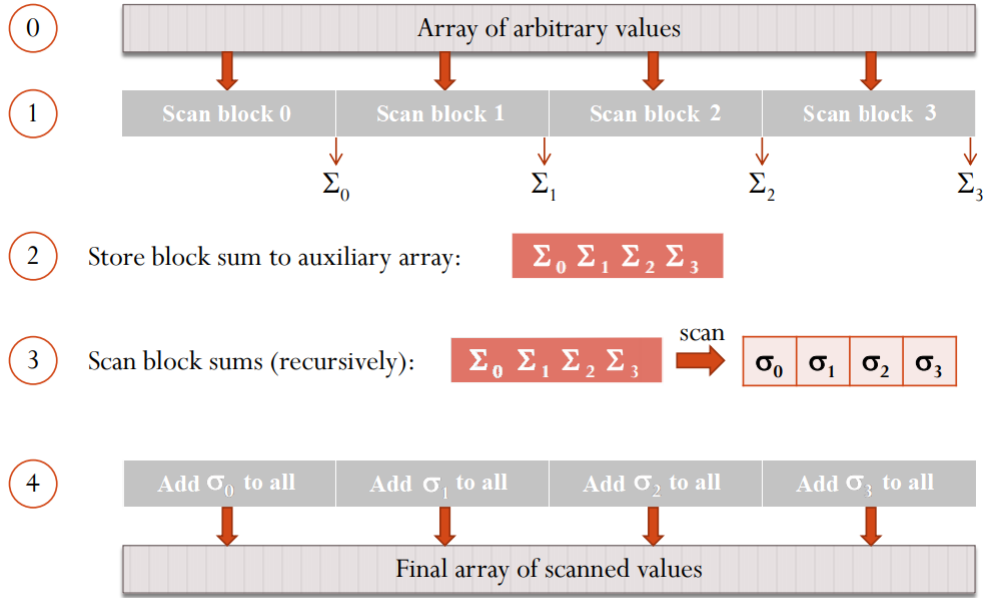 0 Array of arbitrary values
1 Scan block 0 Scan block 1 Scan block 2 Scan block 3
Σ₀ Σ₁ Σ₂ Σ₃
2 Store block sum to auxiliary array: Σ₀ Σ₁ Σ₂ Σ₃
scan
3 Scan block sums (recursively): Σ₀ Σ₁ Σ₂ Σ₃ σ₀ σ₁ σ₂ σ₃
4 Add σ₀ to all Add σ₁ to all Add σ₂ to all Add σ₃ to all
Final array of scanned values